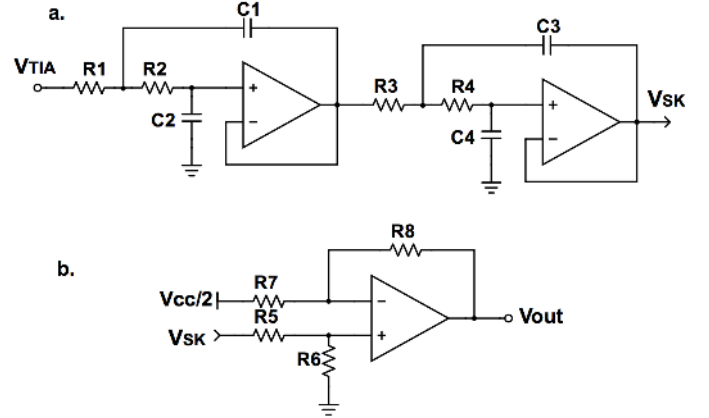 a.
C1
C3
VTIA
R1
R2
R3
R4
VSK
C2
C4
+
−
+
−
b.
R8
Vcc/2
R7
VSK
R5
R6
−
+
Vout